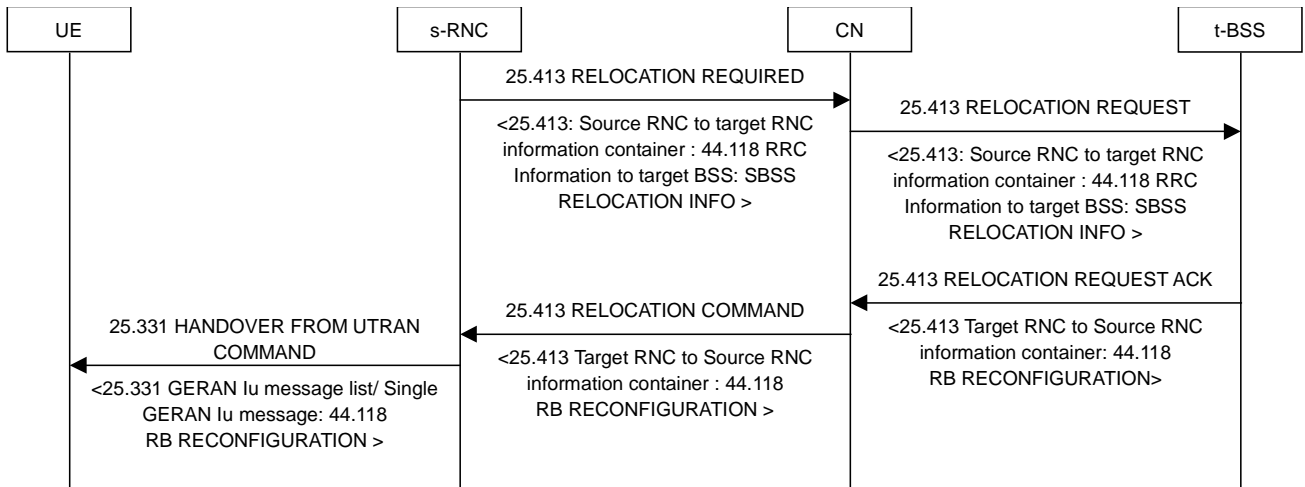 UE
s-RNC
CN
t-BSS
25.413 RELOCATION REQUIRED
<25.413: Source RNC to target RNC
information container : 44.118 RRC
Information to target BSS: SBSS
RELOCATION INFO >
25.413 RELOCATION REQUEST
<25.413: Source RNC to target RNC
information container : 44.118 RRC
Information to target BSS: SBSS
RELOCATION INFO >
25.413 RELOCATION REQUEST ACK
<25.413 Target RNC to Source RNC
information container: 44.118
RB RECONFIGURATION>
25.413 RELOCATION COMMAND
<25.413 Target RNC to Source RNC
information container : 44.118
RB RECONFIGURATION >
25.331 HANDOVER FROM UTRAN
COMMAND
<25.331 GERAN Iu message list/ Single
GERAN Iu message: 44.118
RB RECONFIGURATION >